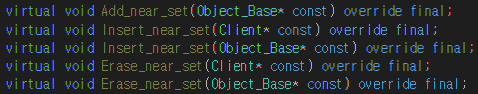 virtual void Add_near_set(Object_Base* const) override final;
virtual void Insert_near_set(Client* const) override final;
virtual void Insert_near_set(Object_Base* const) override final;
virtual void Erase_near_set(Client* const) override final;
virtual void Erase_near_set(Object_Base* const) override final;